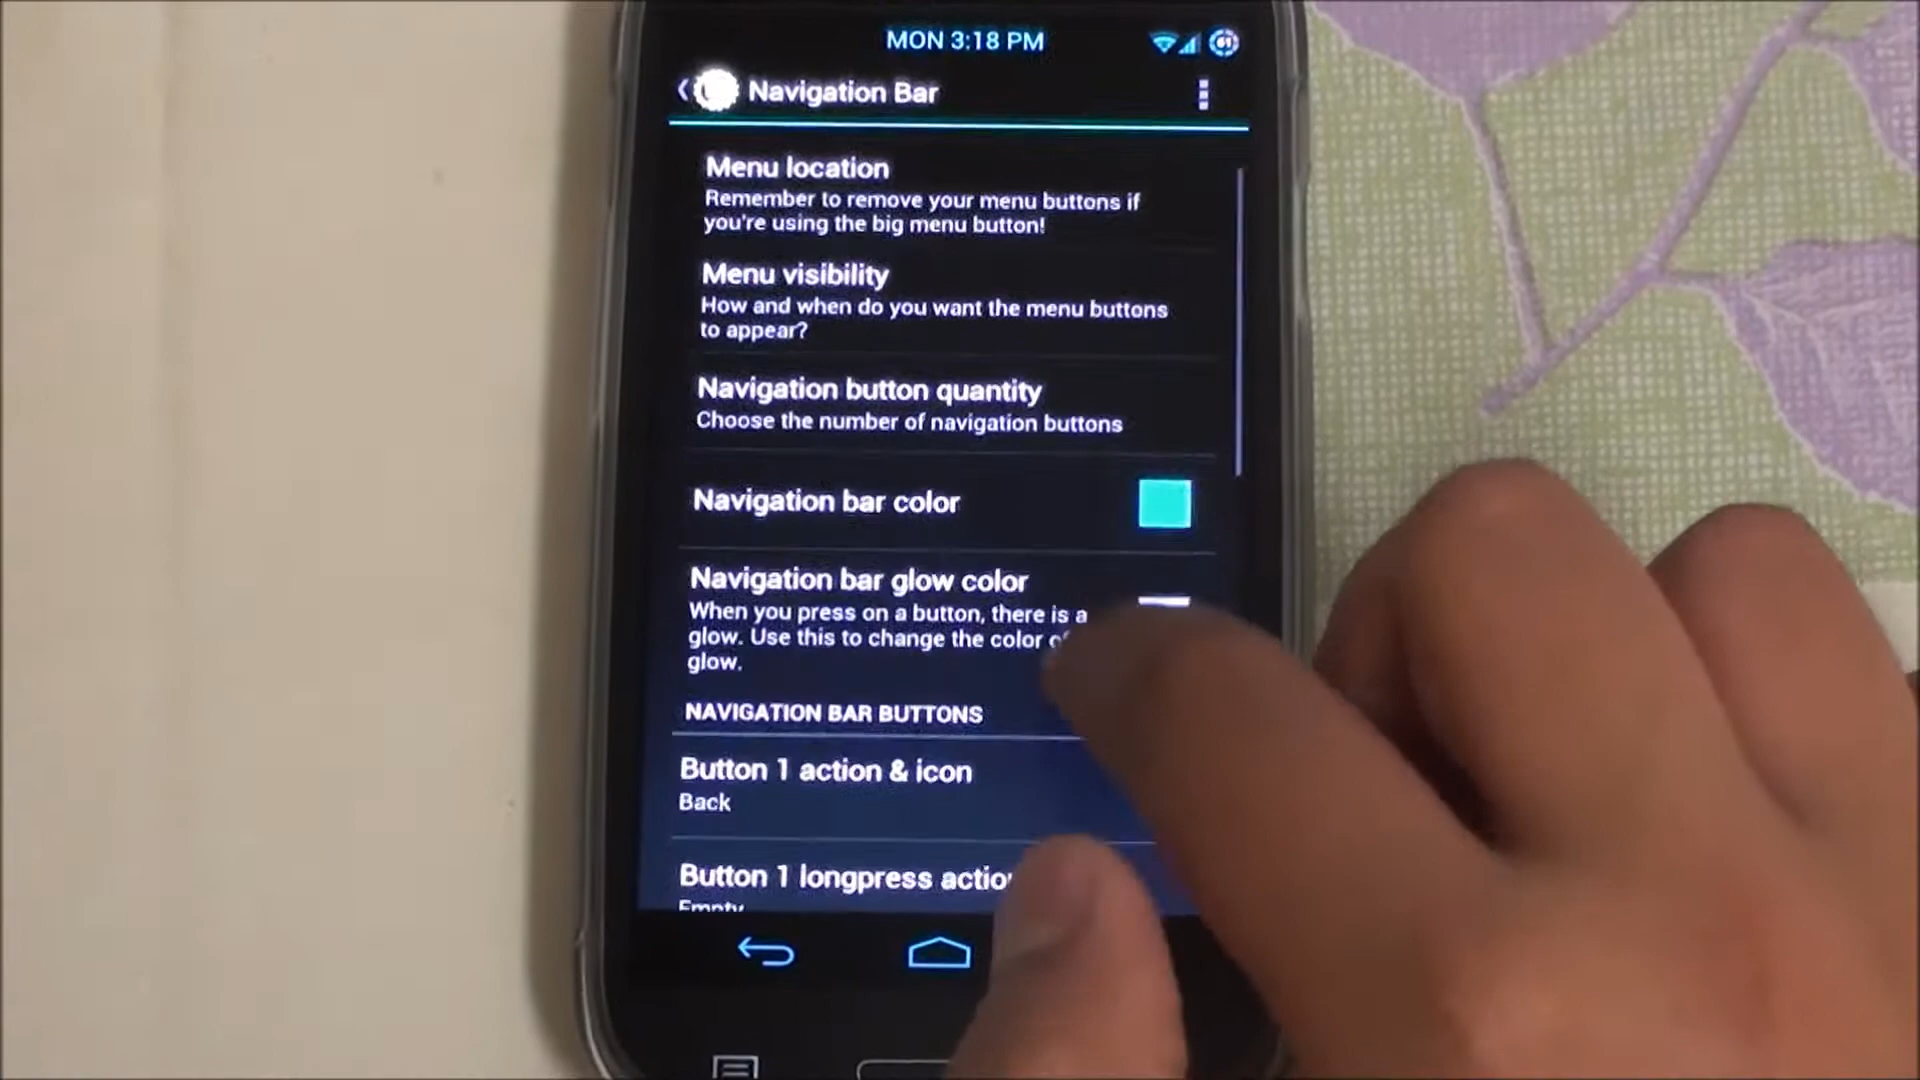 MON 3:18 PM
61
Navigation Bar
Menu location
Remember to remove your menu buttons if
you're using the big menu button!
Menu visibility
How and when do you want the menu buttons
to appear?
Navigation button quantity
Choose the number of navigation buttons
Navigation bar color
Navigation bar glow color
When you press on a button, there is a
glow. Use this to change the color
glow.
NAVIGATION BAR BUTTONS
Button 1 action & icon
Back
Button 1 longpress action
Empty